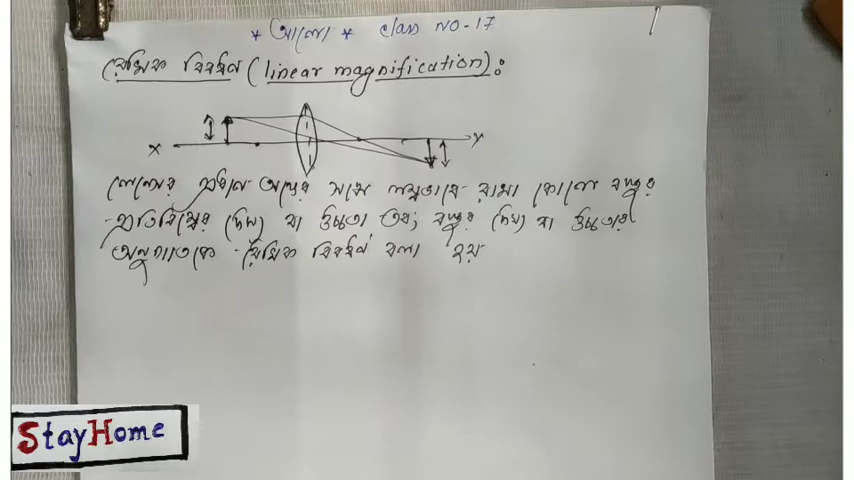 * আলো * class NO-17
রৈখিক বিবর্ধন (linear magnification):
X Y
লেন্সের প্রধান অক্ষের সঙ্গে লম্বভাবে রাখা কোনো বস্তুর
প্রতিবিম্বের দৈর্ঘ্য বা উচ্চতা এবং বস্তুর দৈর্ঘ্য বা উচ্চতার
অনুপাতকে রৈখিক বিবর্ধন বলা হয়
StayHome